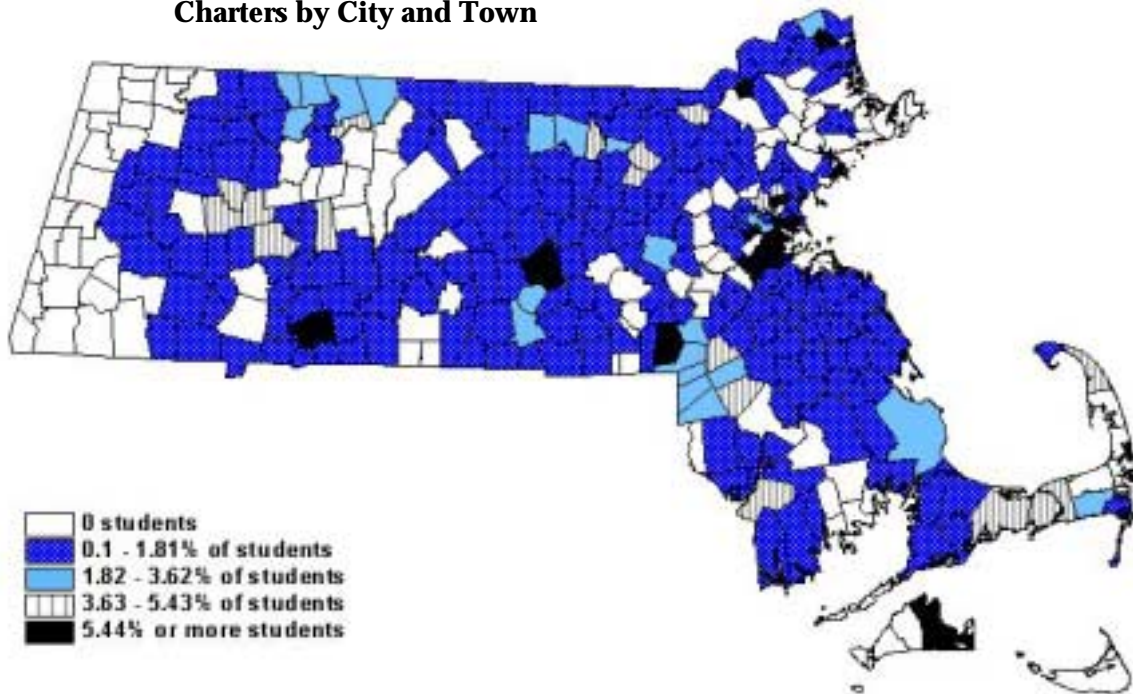 Charters by City and Town
0 students
0.1 - 1.81% of students
1.82 - 3.62% of students
3.63 - 5.43% of students
5.44% or more students